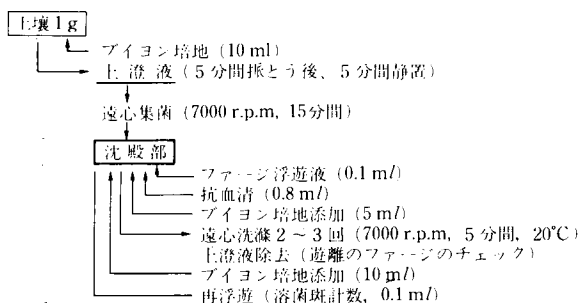 土壌1g
ブイヨン培地 (10 ml)
上澄液 (5分間振とう後、5分間静置)
遠心集菌 (7000 r.p.m, 15分間)
沈殿部
ファージ浮遊液 (0.1 ml)
抗血清 (0.8 ml)
ブイヨン培地添加 (5 ml)
遠心洗滌2~3回 (7000 r.p.m, 5分間, 20℃)
上澄液除去 (遊離のファージのチェック)
ブイヨン培地添加 (10 ml)
再浮遊 (溶菌斑計数, 0.1 ml)